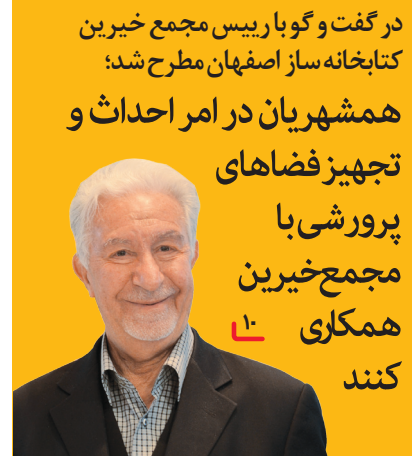 در گفت و گو با رییس مجمع خیرین
کتابخانه ساز اصفهان مطرح شد؛
همشهریان در امر احداث و
تجهیز فضاهای
پرورشی با
مجمع خیرین
همکاری
۱۰
کنند